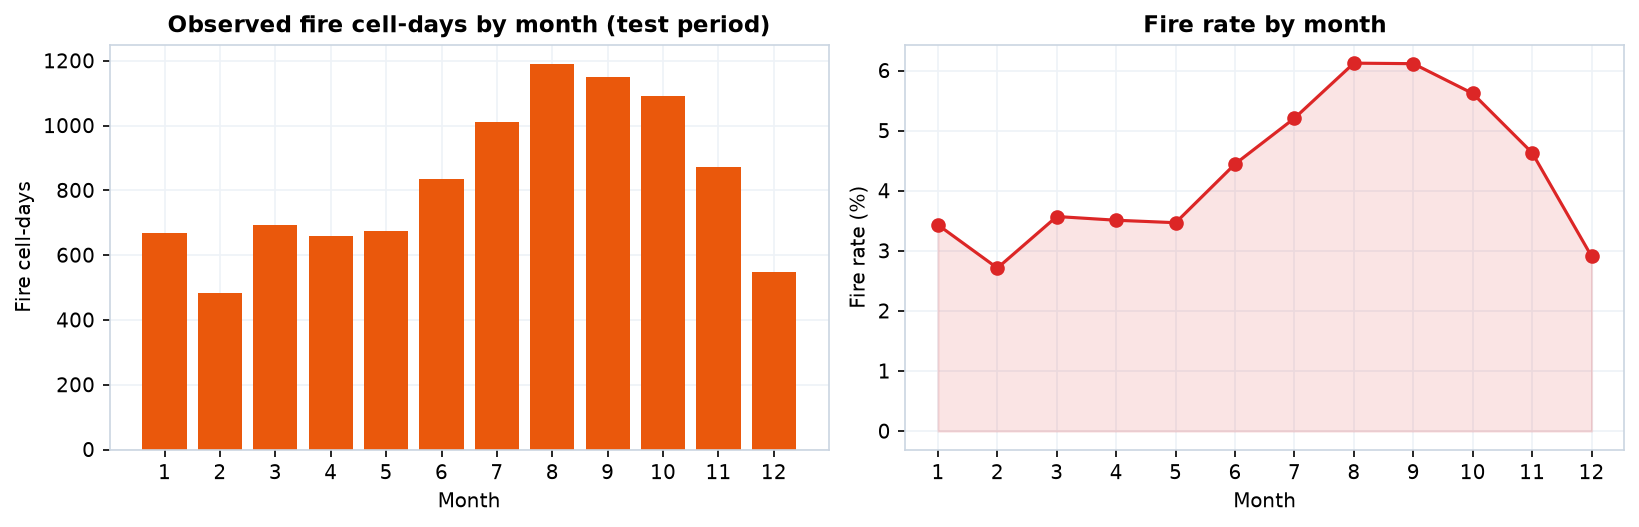 Observed fire cell-days by month (test period)
Fire cell-days
1200
1000
800
600
400
200
0
1 2 3 4 5 6 7 8 9 10 11 12
Month
Fire rate by month
Fire rate (%)
6
5
4
3
2
1
0
1 2 3 4 5 6 7 8 9 10 11 12
Month